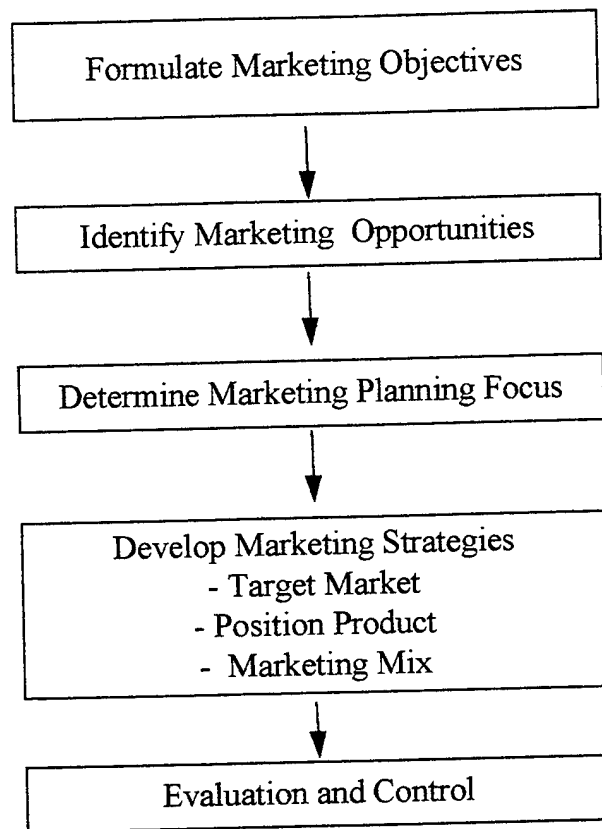 Formulate Marketing Objectives
Identify Marketing Opportunities
Determine Marketing Planning Focus
Develop Marketing Strategies
- Target Market
- Position Product
- Marketing Mix
Evaluation and Control